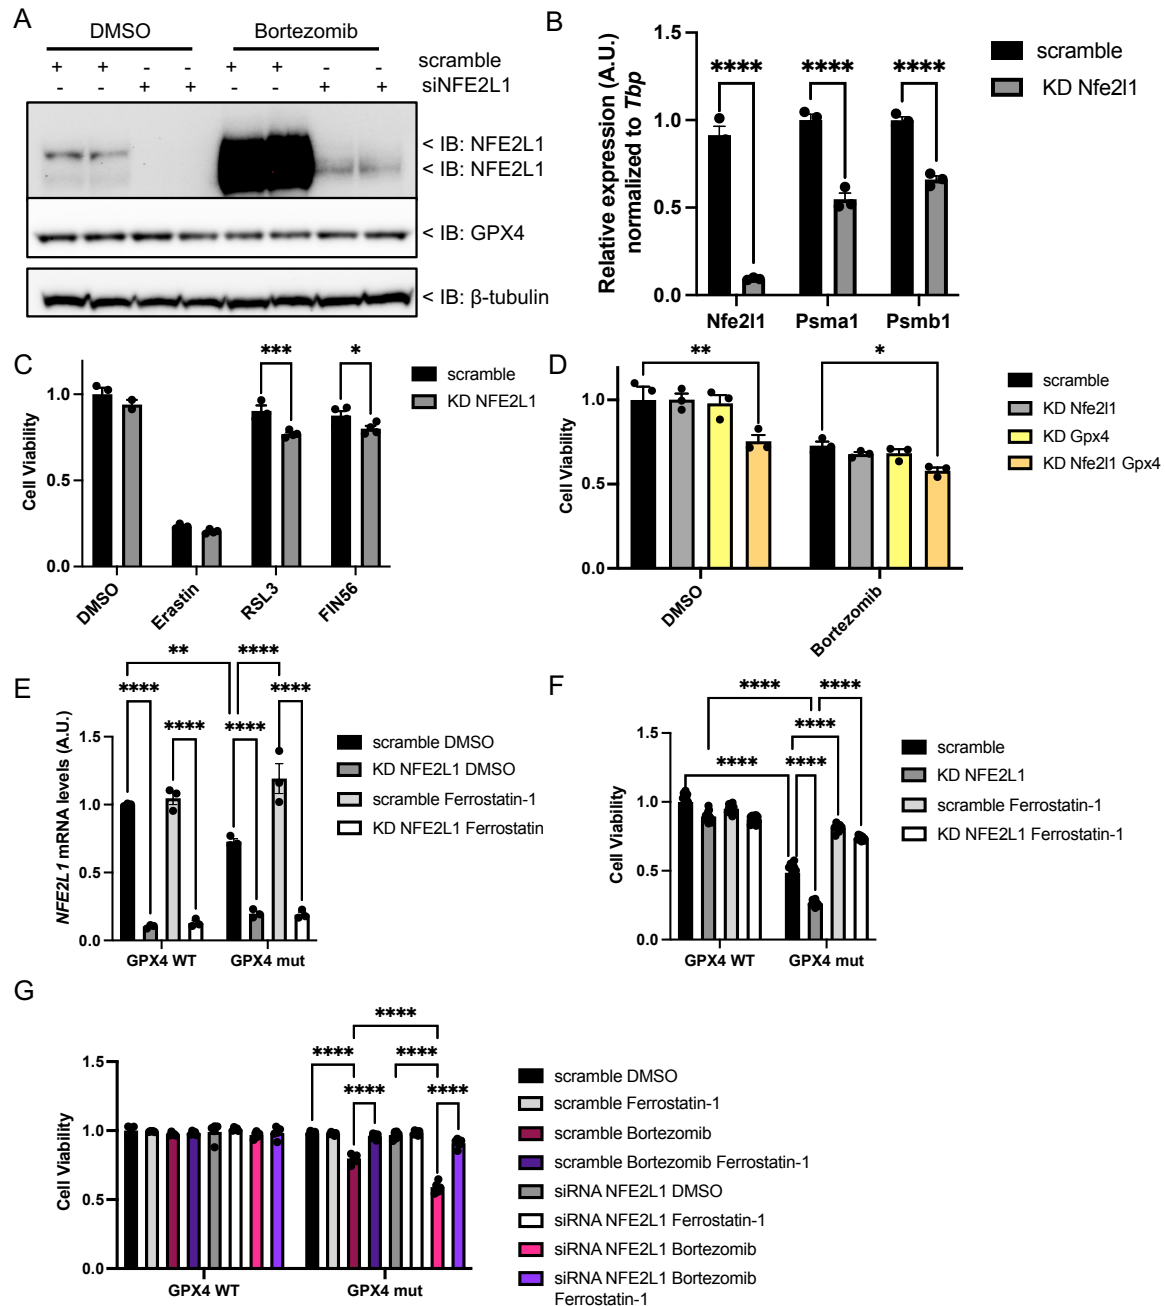 A
DMSO
Bortezomib
+ + - - + + - - scramble
- - + + - - + + siNFE2L1
< IB: NFE2L1
< IB: NFE2L1
< IB: GPX4
< IB: β-tubulin
B
Relative expression (A.U.)
normalized to Tbp
1.5
1.0
0.5
0.0
**** **** ****
Nfe2l1 Psma1 Psmb1
scramble
KD Nfe2l1
C
Cell Viability
1.0
0.5
0.0
*** *
DMSO Erastin RSL3 FIN56
scramble
KD NFE2L1
D
Cell Viability
1.0
0.5
0.0
** *
DMSO Bortezomib
scramble
KD Nfe2l1
KD Gpx4
KD Nfe2l1 Gpx4
E
NFE2L1 mRNA levels (A.U.)
1.5
1.0
0.5
0.0
** ****
**** ****
**** ****
GPX4 WT GPX4 mut
scramble DMSO
KD NFE2L1 DMSO
scramble Ferrostatin-1
KD NFE2L1 Ferrostatin
F
Cell Viability
1.5
1.0
0.5
0.0
**** ****
****
**** ****
GPX4 WT GPX4 mut
scramble
KD NFE2L1
scramble Ferrostatin-1
KD NFE2L1 Ferrostatin-1
G
Cell Viability
1.5
1.0
0.5
0.0
****
**** ****
**** ****
GPX4 WT GPX4 mut
scramble DMSO
scramble Ferrostatin-1
scramble Bortezomib
scramble Bortezomib Ferrostatin-1
siRNA NFE2L1 DMSO
siRNA NFE2L1 Ferrostatin-1
siRNA NFE2L1 Bortezomib
siRNA NFE2L1 Bortezomib
Ferrostatin-1